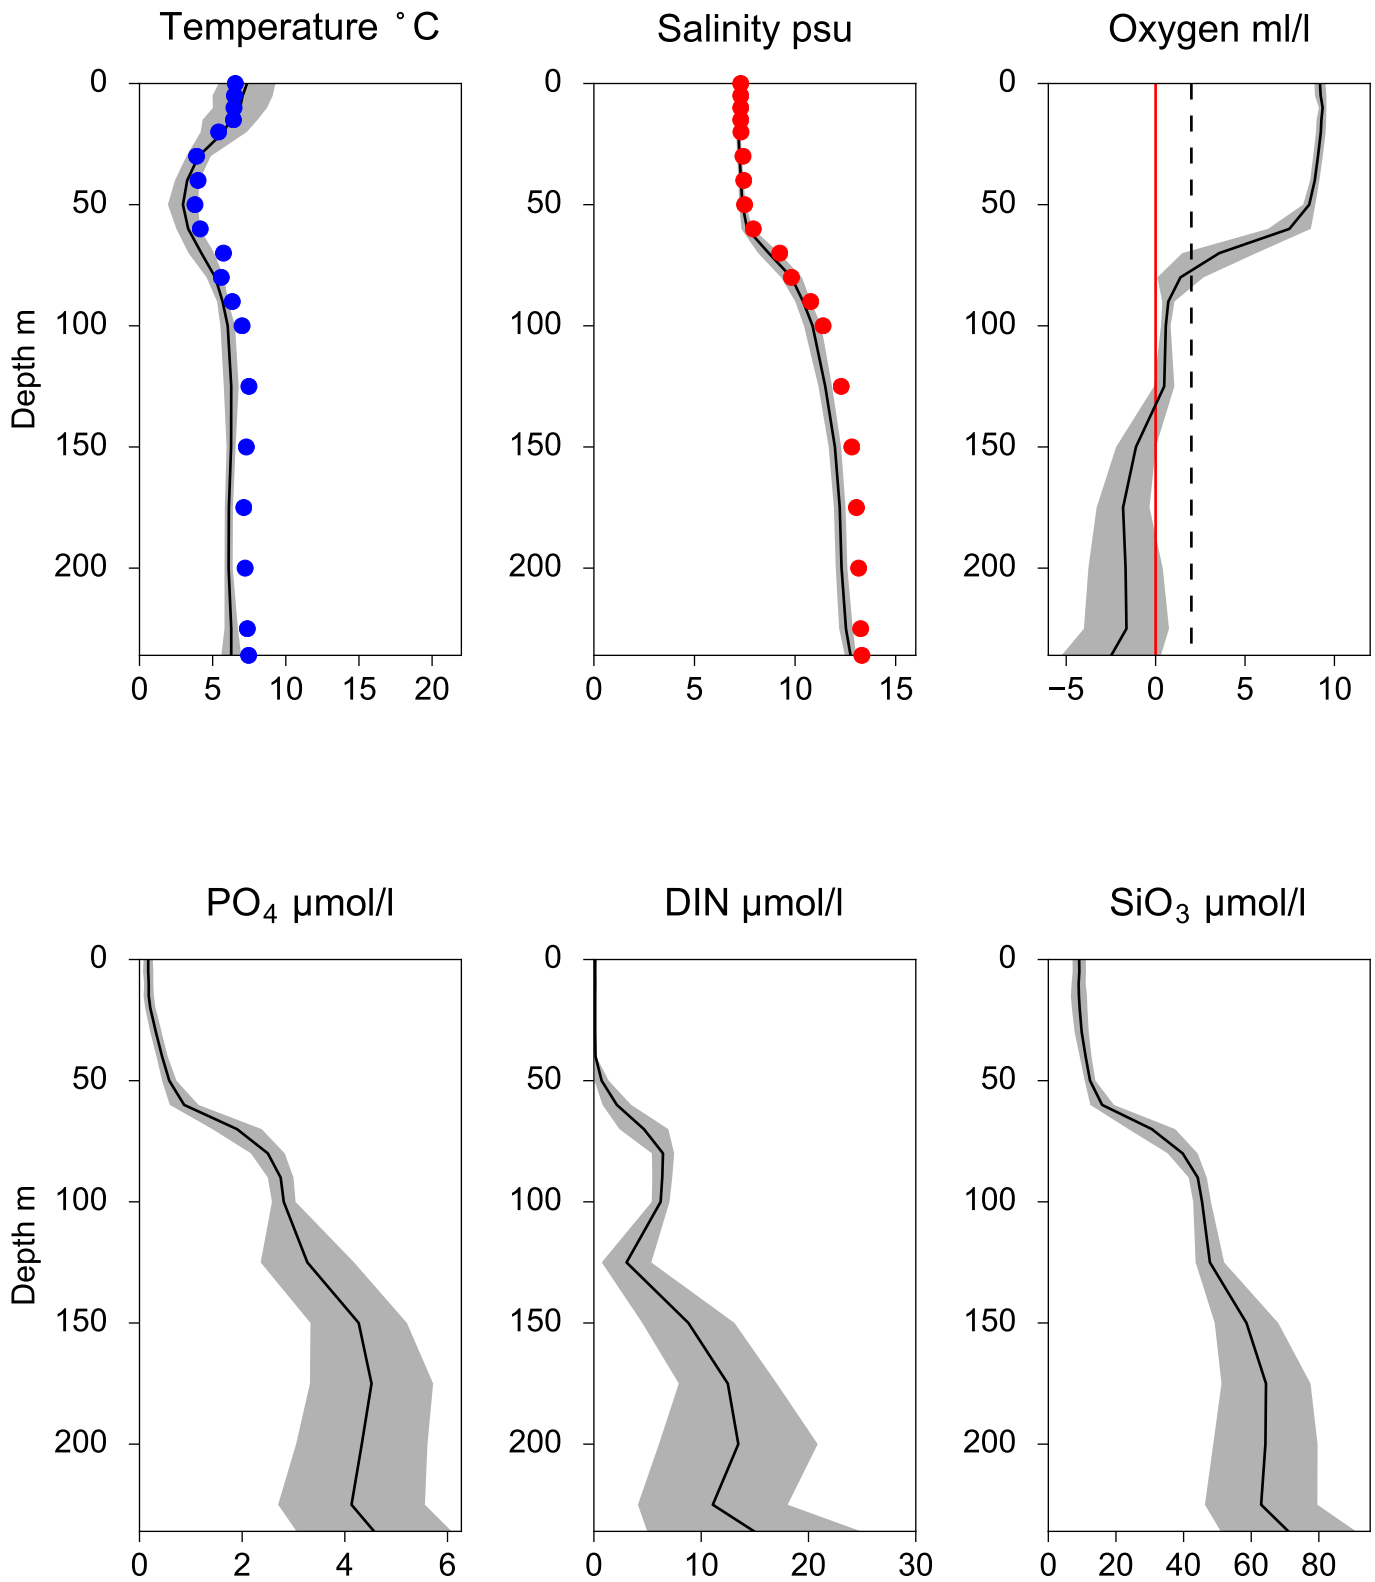 Temperature ˚C
Salinity psu
Oxygen ml/l
0
50
100
150
200
Depth m
0 5 10 15 20
0
50
100
150
200
0 5 10 15
0
50
100
150
200
−5 0 5 10
PO₄ µmol/l
DIN µmol/l
SiO₃ µmol/l
0
50
100
150
200
Depth m
0 2 4 6
0
50
100
150
200
0 10 20 30
0
50
100
150
200
0 20 40 60 80